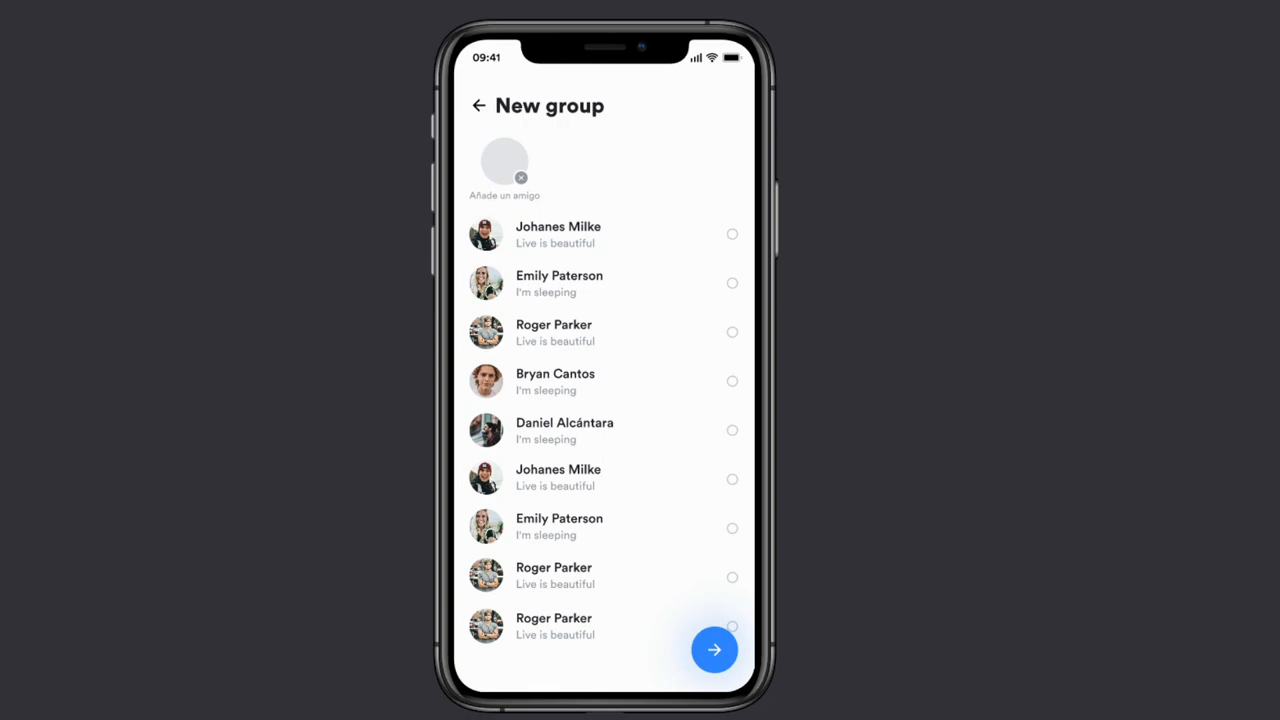 09:41
New group
Añade un amigo
Johanes Milke
Live is beautiful
Emily Paterson
I'm sleeping
Roger Parker
Live is beautiful
Bryan Cantos
I'm sleeping
Daniel Alcántara
I'm sleeping
Johanes Milke
Live is beautiful
Emily Paterson
I'm sleeping
Roger Parker
Live is beautiful
Roger Parker
Live is beautiful